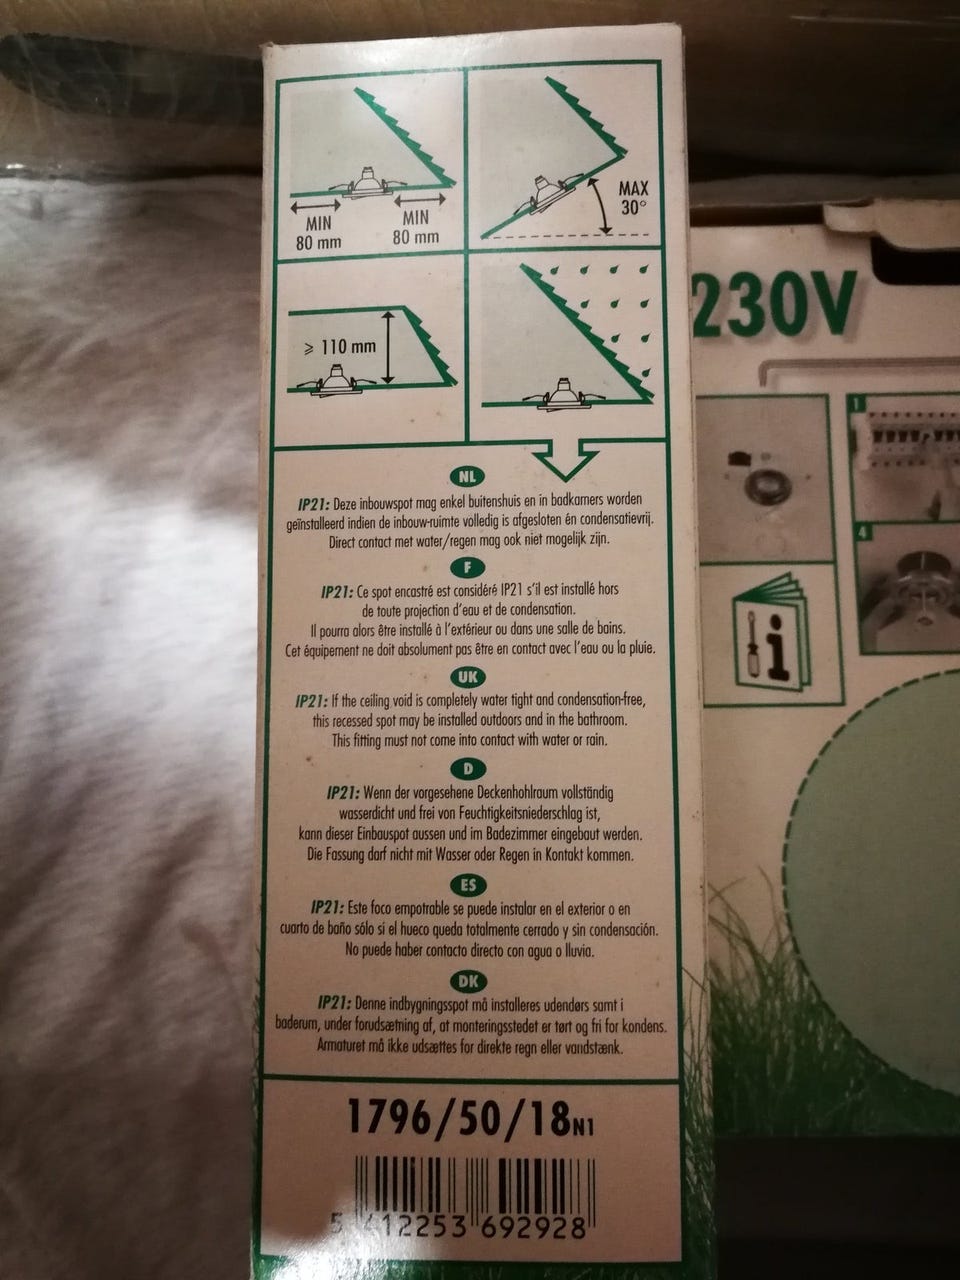 MIN
80 mm
MIN
80 mm
MAX
30°
⩾ 110 mm
NL
IP21: Deze inbouwspot mag enkel buitenshuis en in badkamers worden
geïnstalleerd indien de inbouw-ruimte volledig is afgesloten én condensatievrij.
Direct contact met water/regen mag ook niet mogelijk zijn.
F
IP21: Ce spot encastré est considéré IP21 s'il est installé hors
de toute projection d'eau et de condensation.
Il pourra alors être installé à l'extérieur ou dans une salle de bains.
Cet équipement ne doit absolument pas être en contact avec l'eau ou la pluie.
UK
IP21: If the ceiling void is completely water tight and condensation-free,
this recessed spot may be installed outdoors and in the bathroom.
This fitting must not come into contact with water or rain.
D
IP21: Wenn der vorgesehene Deckenhohlraum vollständig
wasserdicht und frei von Feuchtigkeitsniederschlag ist,
kann dieser Einbauspot aussen und im Badezimmer eingebaut werden.
Die Fassung darf nicht mit Wasser oder Regen in Kontakt kommen.
ES
IP21: Este foco empotrable se puede instalar en el exterior o en
cuarto de baño sólo si el hueco queda totalmente cerrado y sin condensación.
No puede haber contacto directo con agua o lluvia.
DK
IP21: Denne indbygningsspot må installeres udendørs samt i
baderum, under forudsætning af, at monteringsstedet er tørt og fri for kondens.
Armaturet må ikke udsættes for direkte regn eller vandstænk.
1796/50/18N1
5 412253 692928
230V
1
4
i